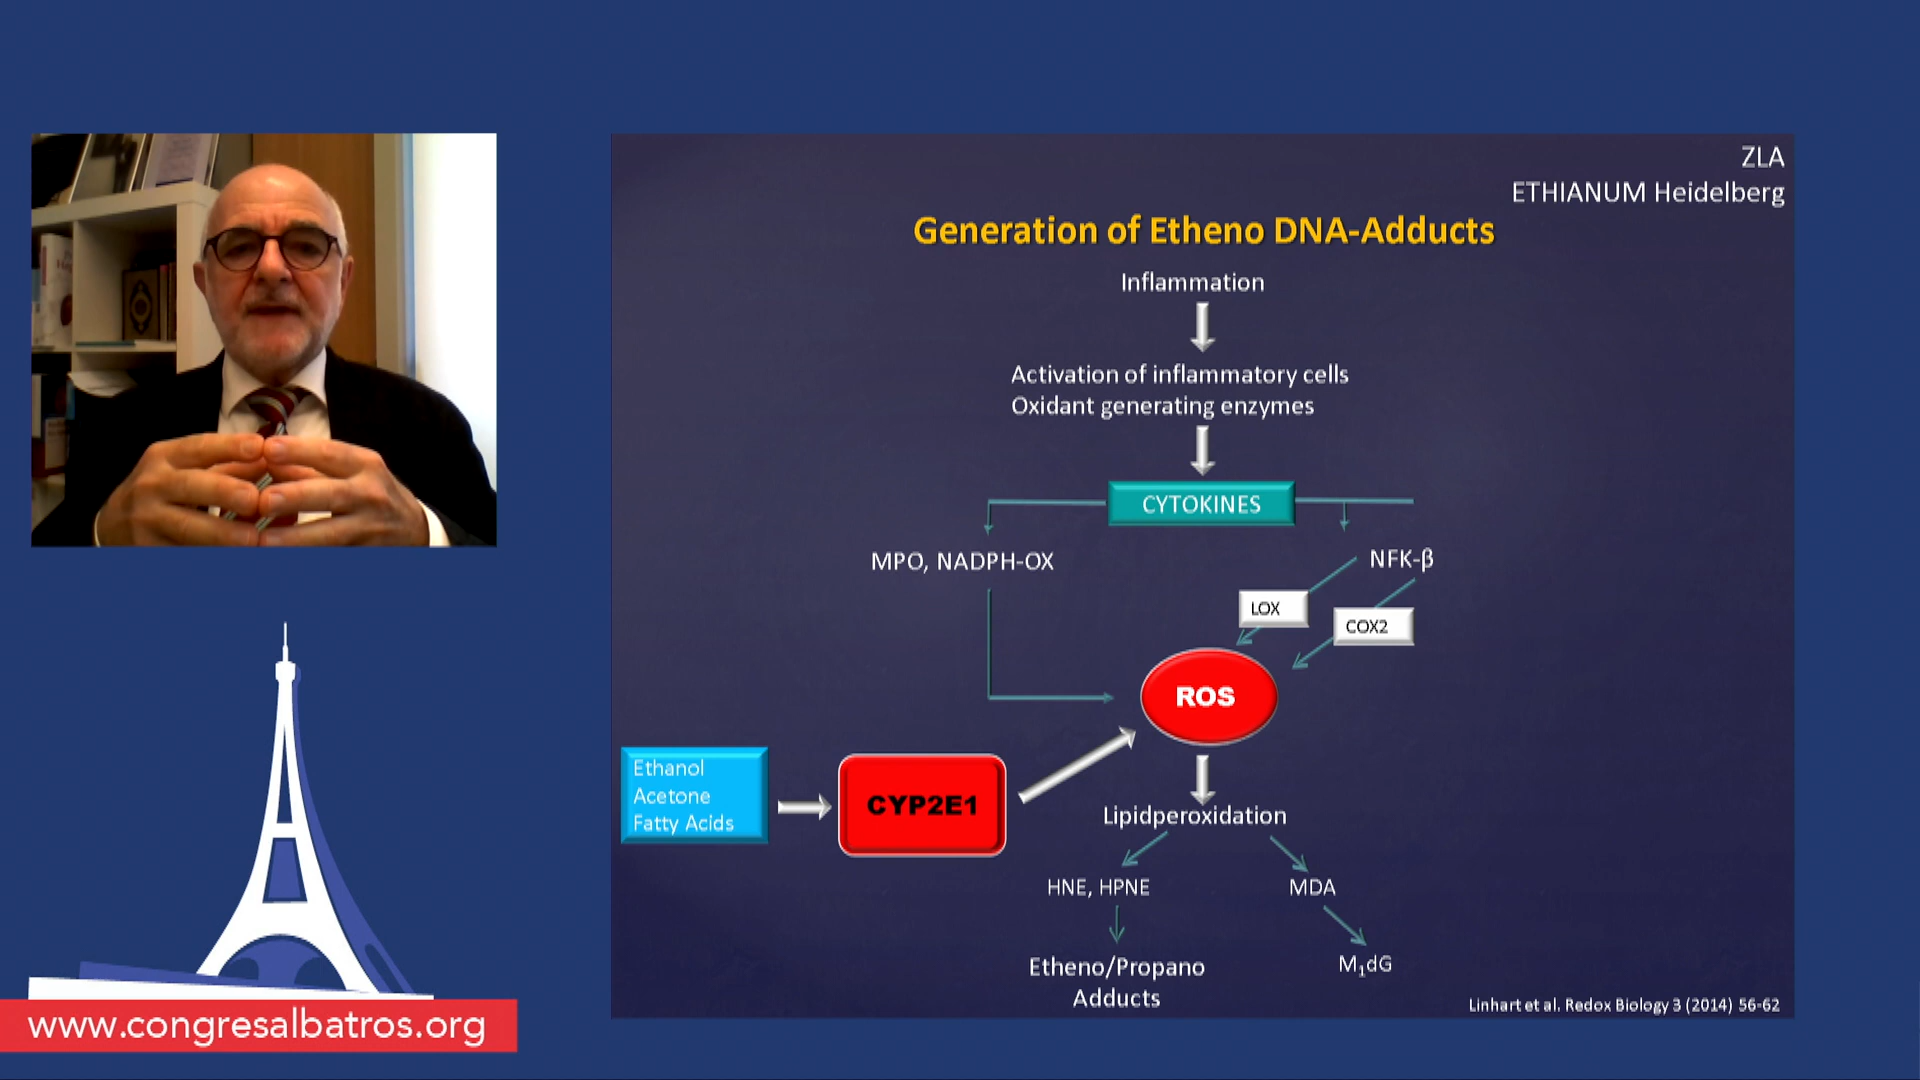 ZLA
ETHIANUM Heidelberg
Generation of Etheno DNA-Adducts
Inflammation
Activation of inflammatory cells
Oxidant generating enzymes
CYTOKINES
MPO, NADPH-OX
NFK-β
LOX
COX2
ROS
Ethanol
Acetone
Fatty Acids
CYP2E1
Lipidperoxidation
HNE, HPNE
MDA
Etheno/Propano
Adducts
M₁dG
Linhart et al. Redox Biology 3 (2014) 56-62
www.congresalbatros.org